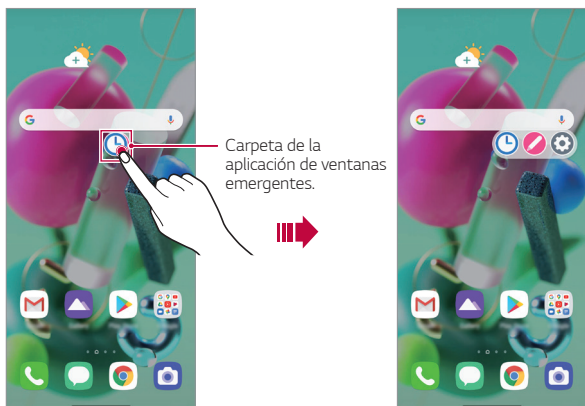 Carpeta de la
aplicación de ventanas
emergentes.